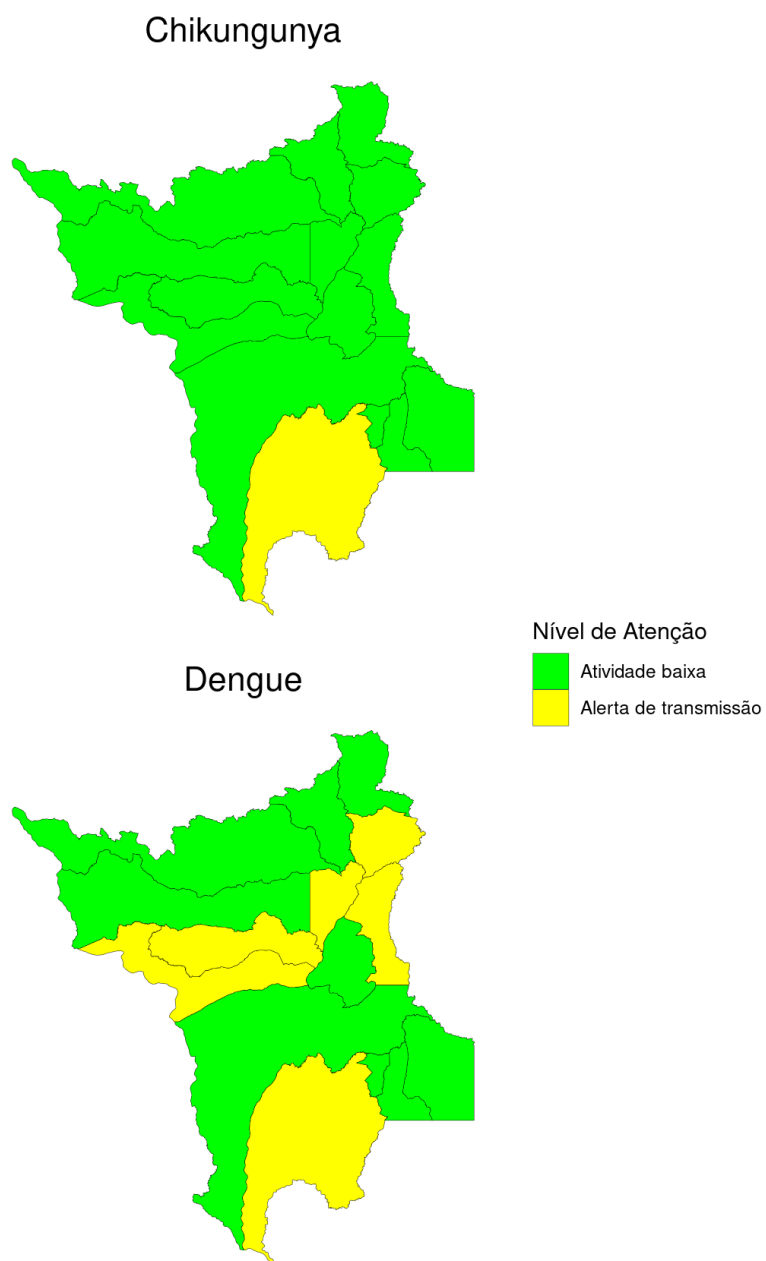 Chikungunya
Nível de Atenção
Atividade baixa
Alerta de transmissão
Dengue